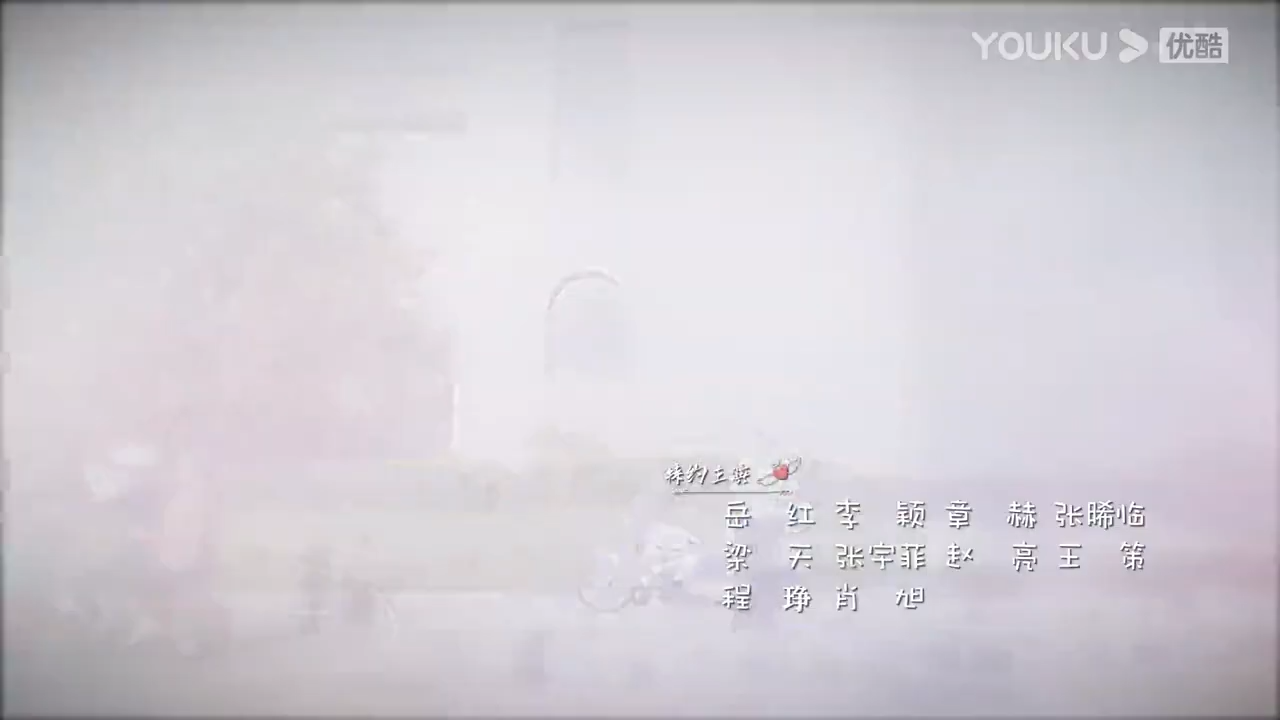 YOUKU 优酷
特约主演
岳 红 李 颖 章 赫 张晞临
梁 天 张宇菲 赵 亮 王 策
程 琤 肖 旭